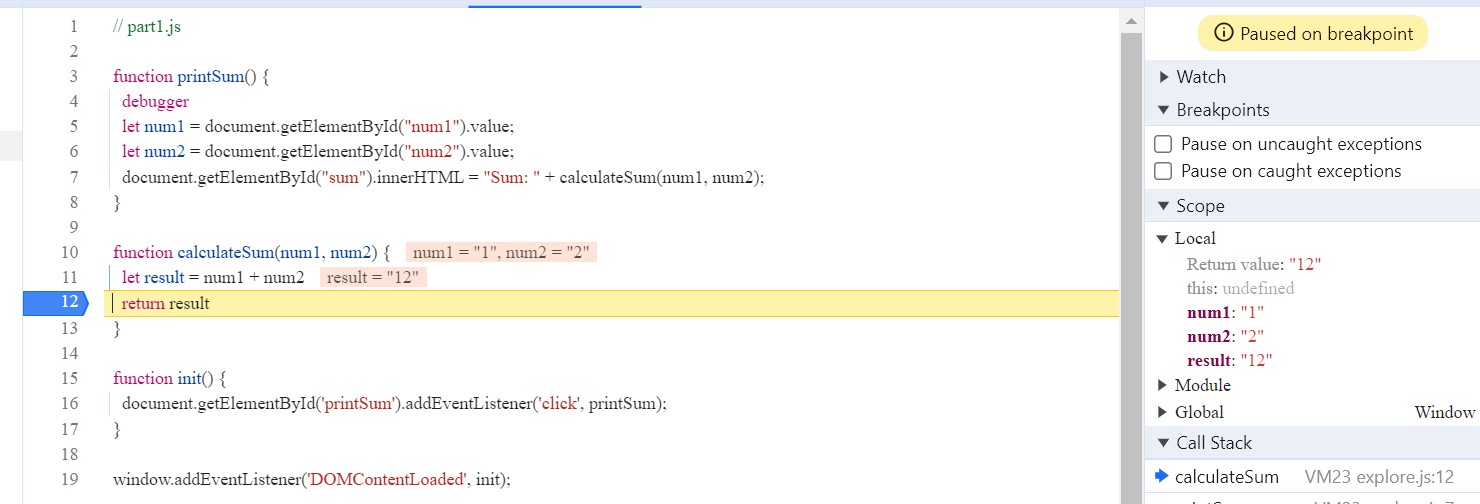 1 // part1.js
2
3 function printSum() {
4 debugger
5 let num1 = document.getElementById("num1").value;
6 let num2 = document.getElementById("num2").value;
7 document.getElementById("sum").innerHTML = "Sum: " + calculateSum(num1, num2);
8 }
9
10 function calculateSum(num1, num2) { num1 = "1", num2 = "2"
11 let result = num1 + num2 result = "12"
12 return result
13 }
14
15 function init() {
16 document.getElementById('printSum').addEventListener('click', printSum);
17 }
18
19 window.addEventListener('DOMContentLoaded', init);
Paused on breakpoint
Watch
Breakpoints
Pause on uncaught exceptions
Pause on caught exceptions
Scope
Local
Return value: "12"
this: undefined
num1: "1"
num2: "2"
result: "12"
Module
Global Window
Call Stack
calculateSum VM23 explore.js:12